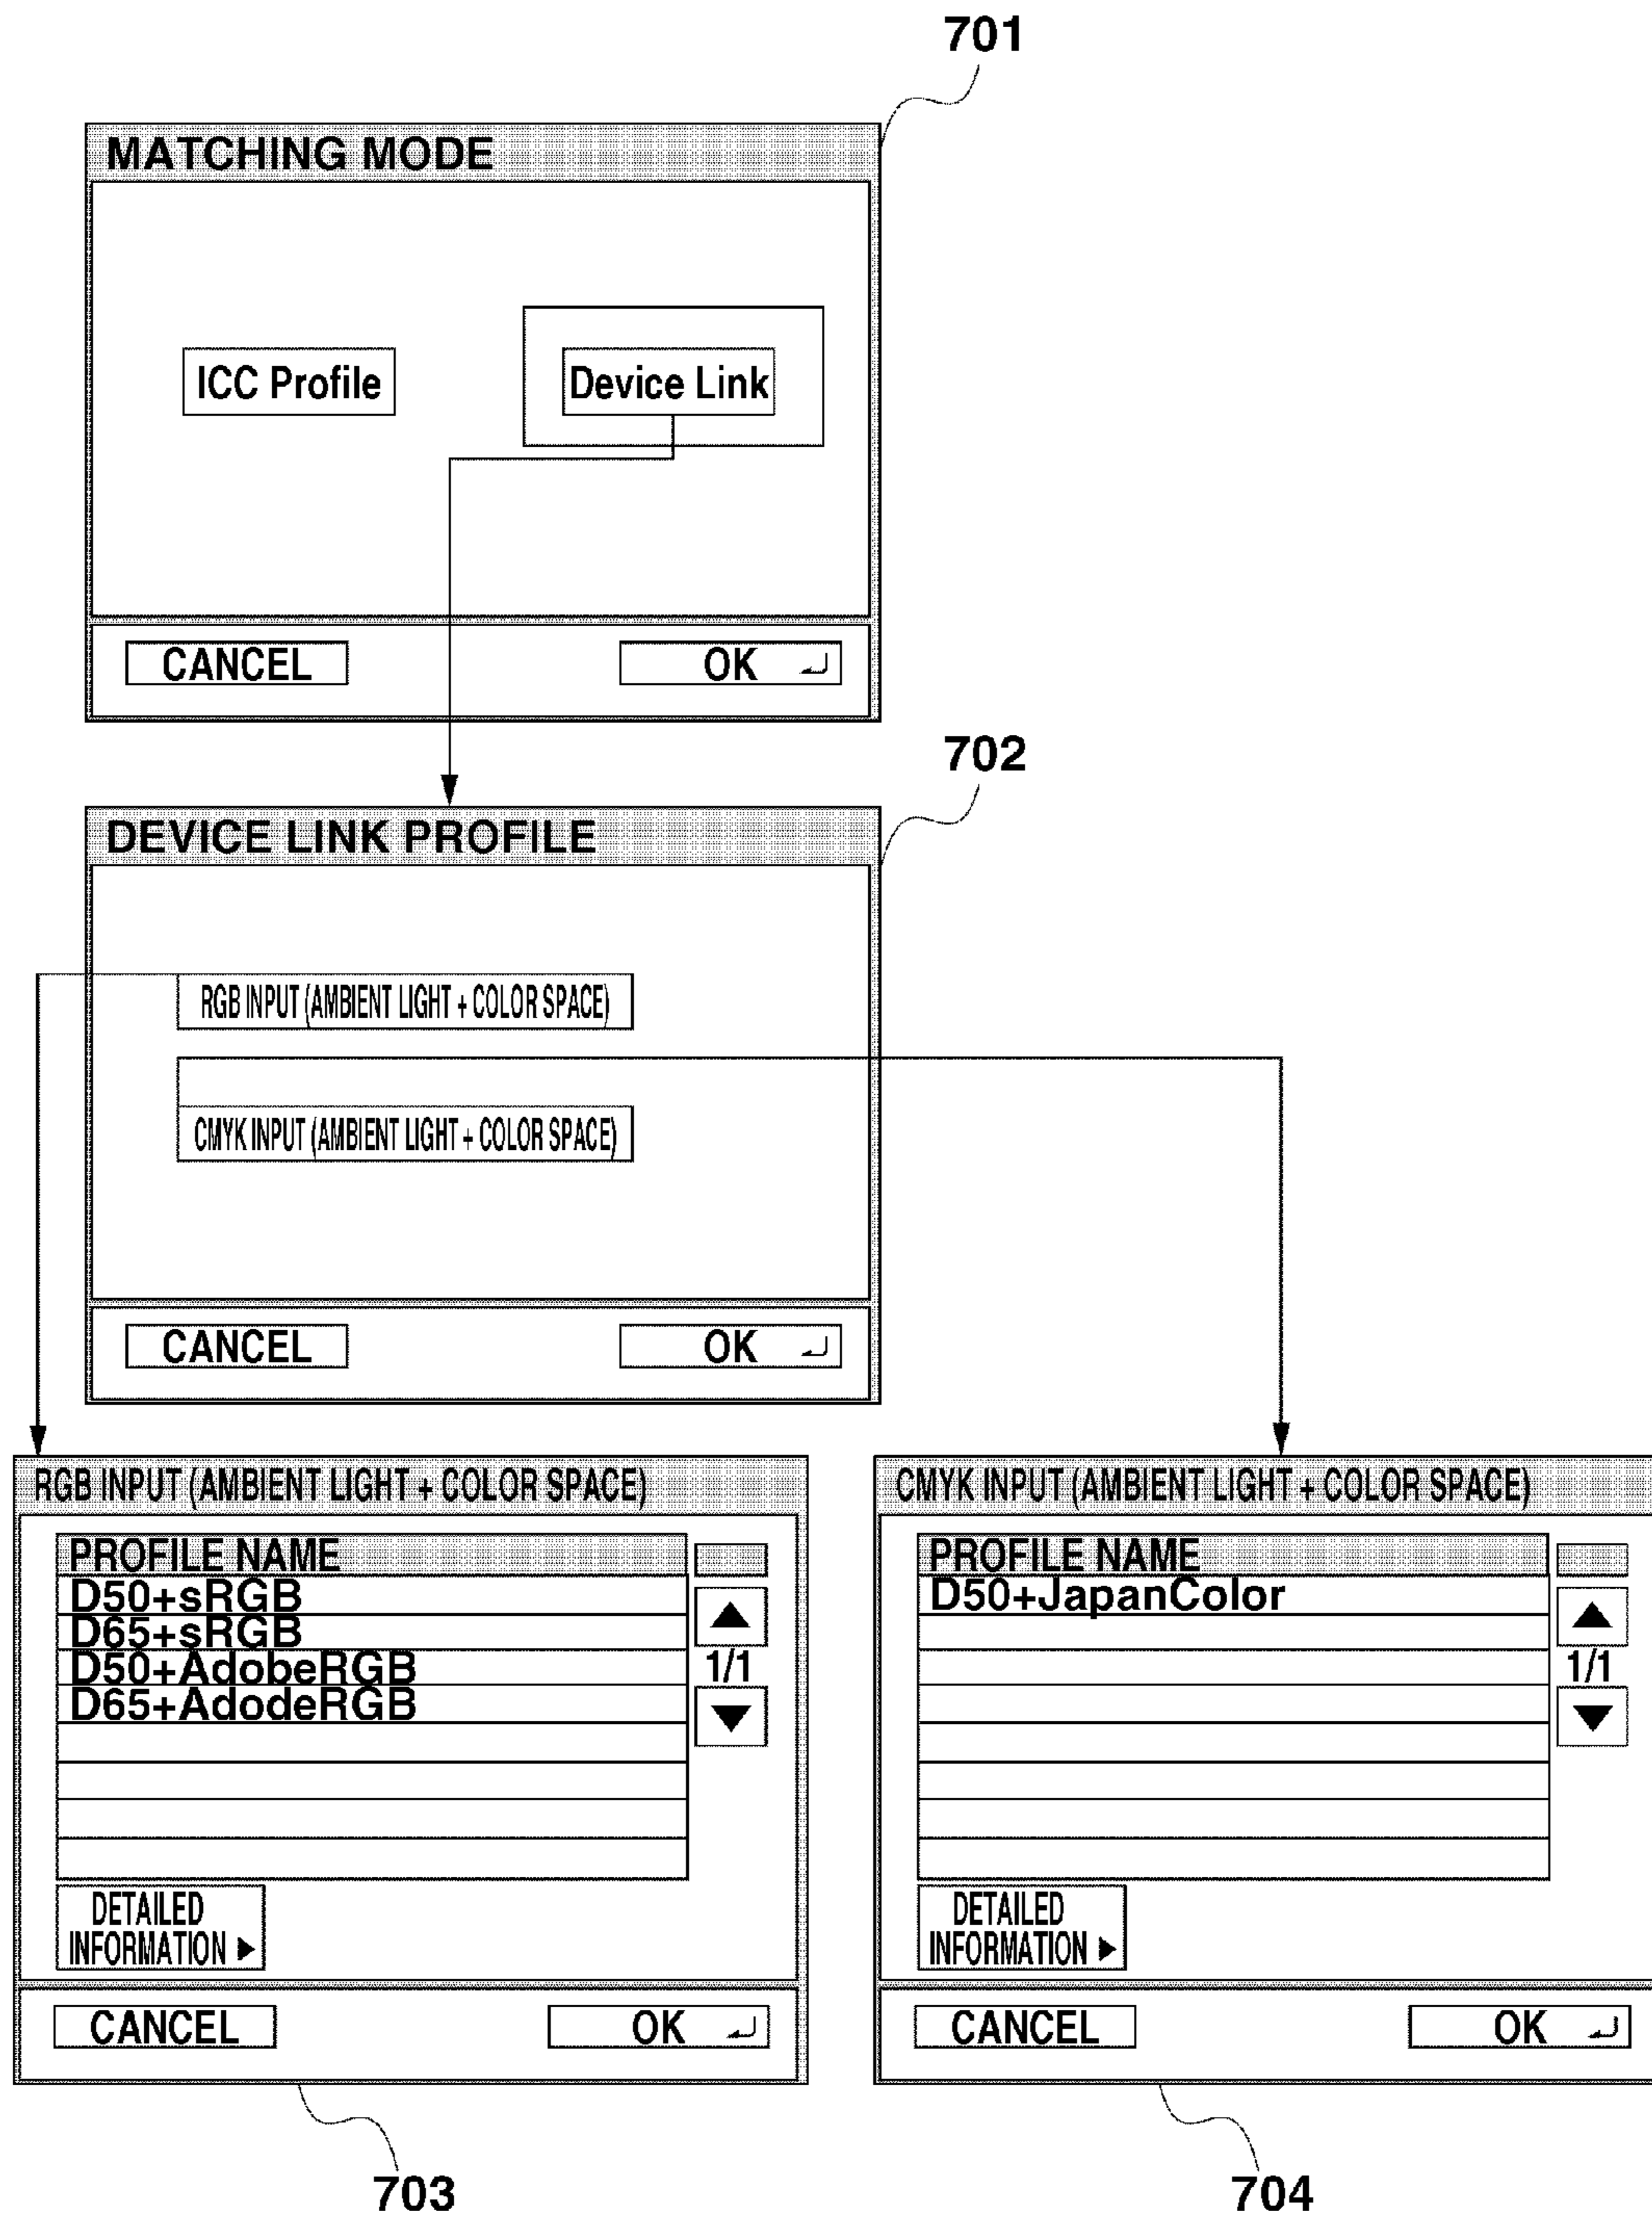 701
MATCHING MODE
ICC Profile
Device Link
CANCEL
OK
702
DEVICE LINK PROFILE
RGB INPUT (AMBIENT LIGHT + COLOR SPACE)
CMYK INPUT (AMBIENT LIGHT + COLOR SPACE)
CANCEL
OK
RGB INPUT (AMBIENT LIGHT + COLOR SPACE)
PROFILE NAME
D50+sRGB
D65+sRGB
D50+AdobeRGB
D65+AdodeRGB
1/1
DETAILED
INFORMATION
CANCEL
OK
703
CMYK INPUT (AMBIENT LIGHT + COLOR SPACE)
PROFILE NAME
D50+JapanColor
1/1
DETAILED
INFORMATION
CANCEL
OK
704